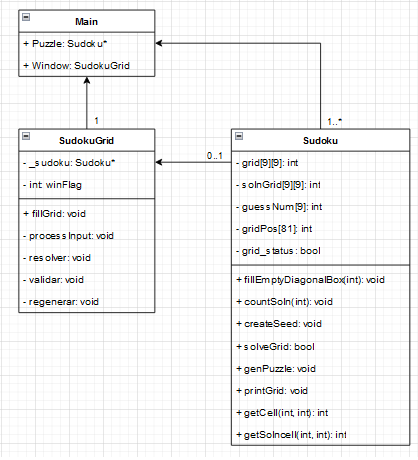 Main
+ Puzzle: Sudoku*
+ Window: SudokuGrid
1
1..*
SudokuGrid
- _sudoku: Sudoku*
- int winFlag
+ fillGrid: void
- processInput: void
- resolver: void
- validar: void
- regenerar: void
0..1
Sudoku
- grid[9][9]: int
- solnGrid[9][9]: int
- guessNum[9]: int
- gridPos[81]: int
- grid_status: bool
+ fillEmptyDiagonalBox(int): void
+ countSoln(int): void
+ createSeed: void
+ solveGrid: bool
+ genPuzzle: void
+ printGrid: void
+ getCell(int, int): int
+ getSolncell(int, int): int